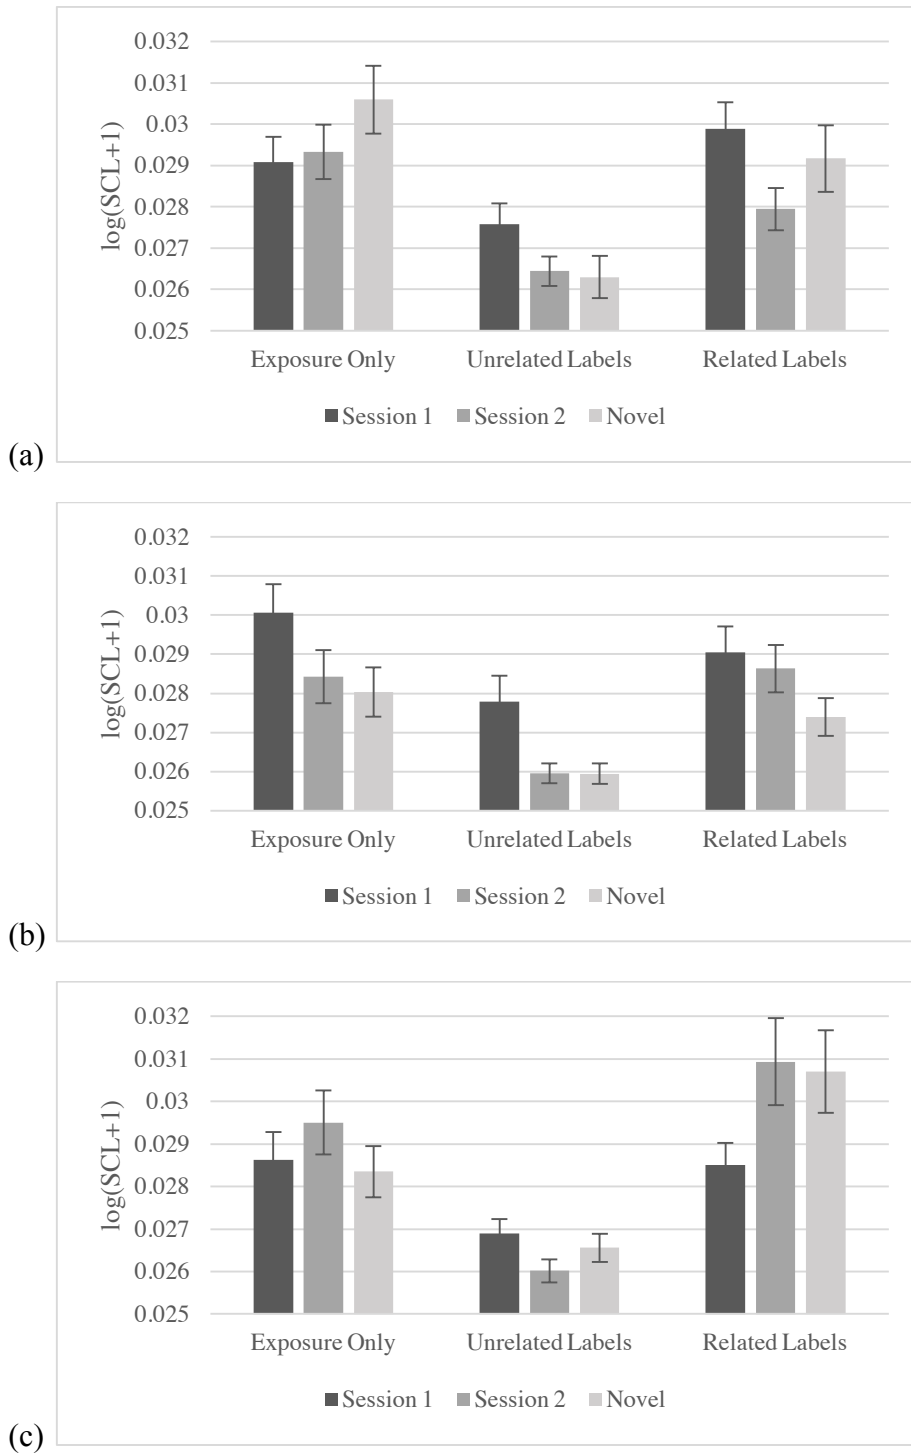 0.032
0.031
0.03
0.029
0.028
0.027
0.026
0.025
log(SCL+1)
Exposure Only Unrelated Labels Related Labels
Session 1 Session 2 Novel
(a)
0.032
0.031
0.03
0.029
0.028
0.027
0.026
0.025
log(SCL+1)
Exposure Only Unrelated Labels Related Labels
Session 1 Session 2 Novel
(b)
0.032
0.031
0.03
0.029
0.028
0.027
0.026
0.025
log(SCL+1)
Exposure Only Unrelated Labels Related Labels
Session 1 Session 2 Novel
(c)